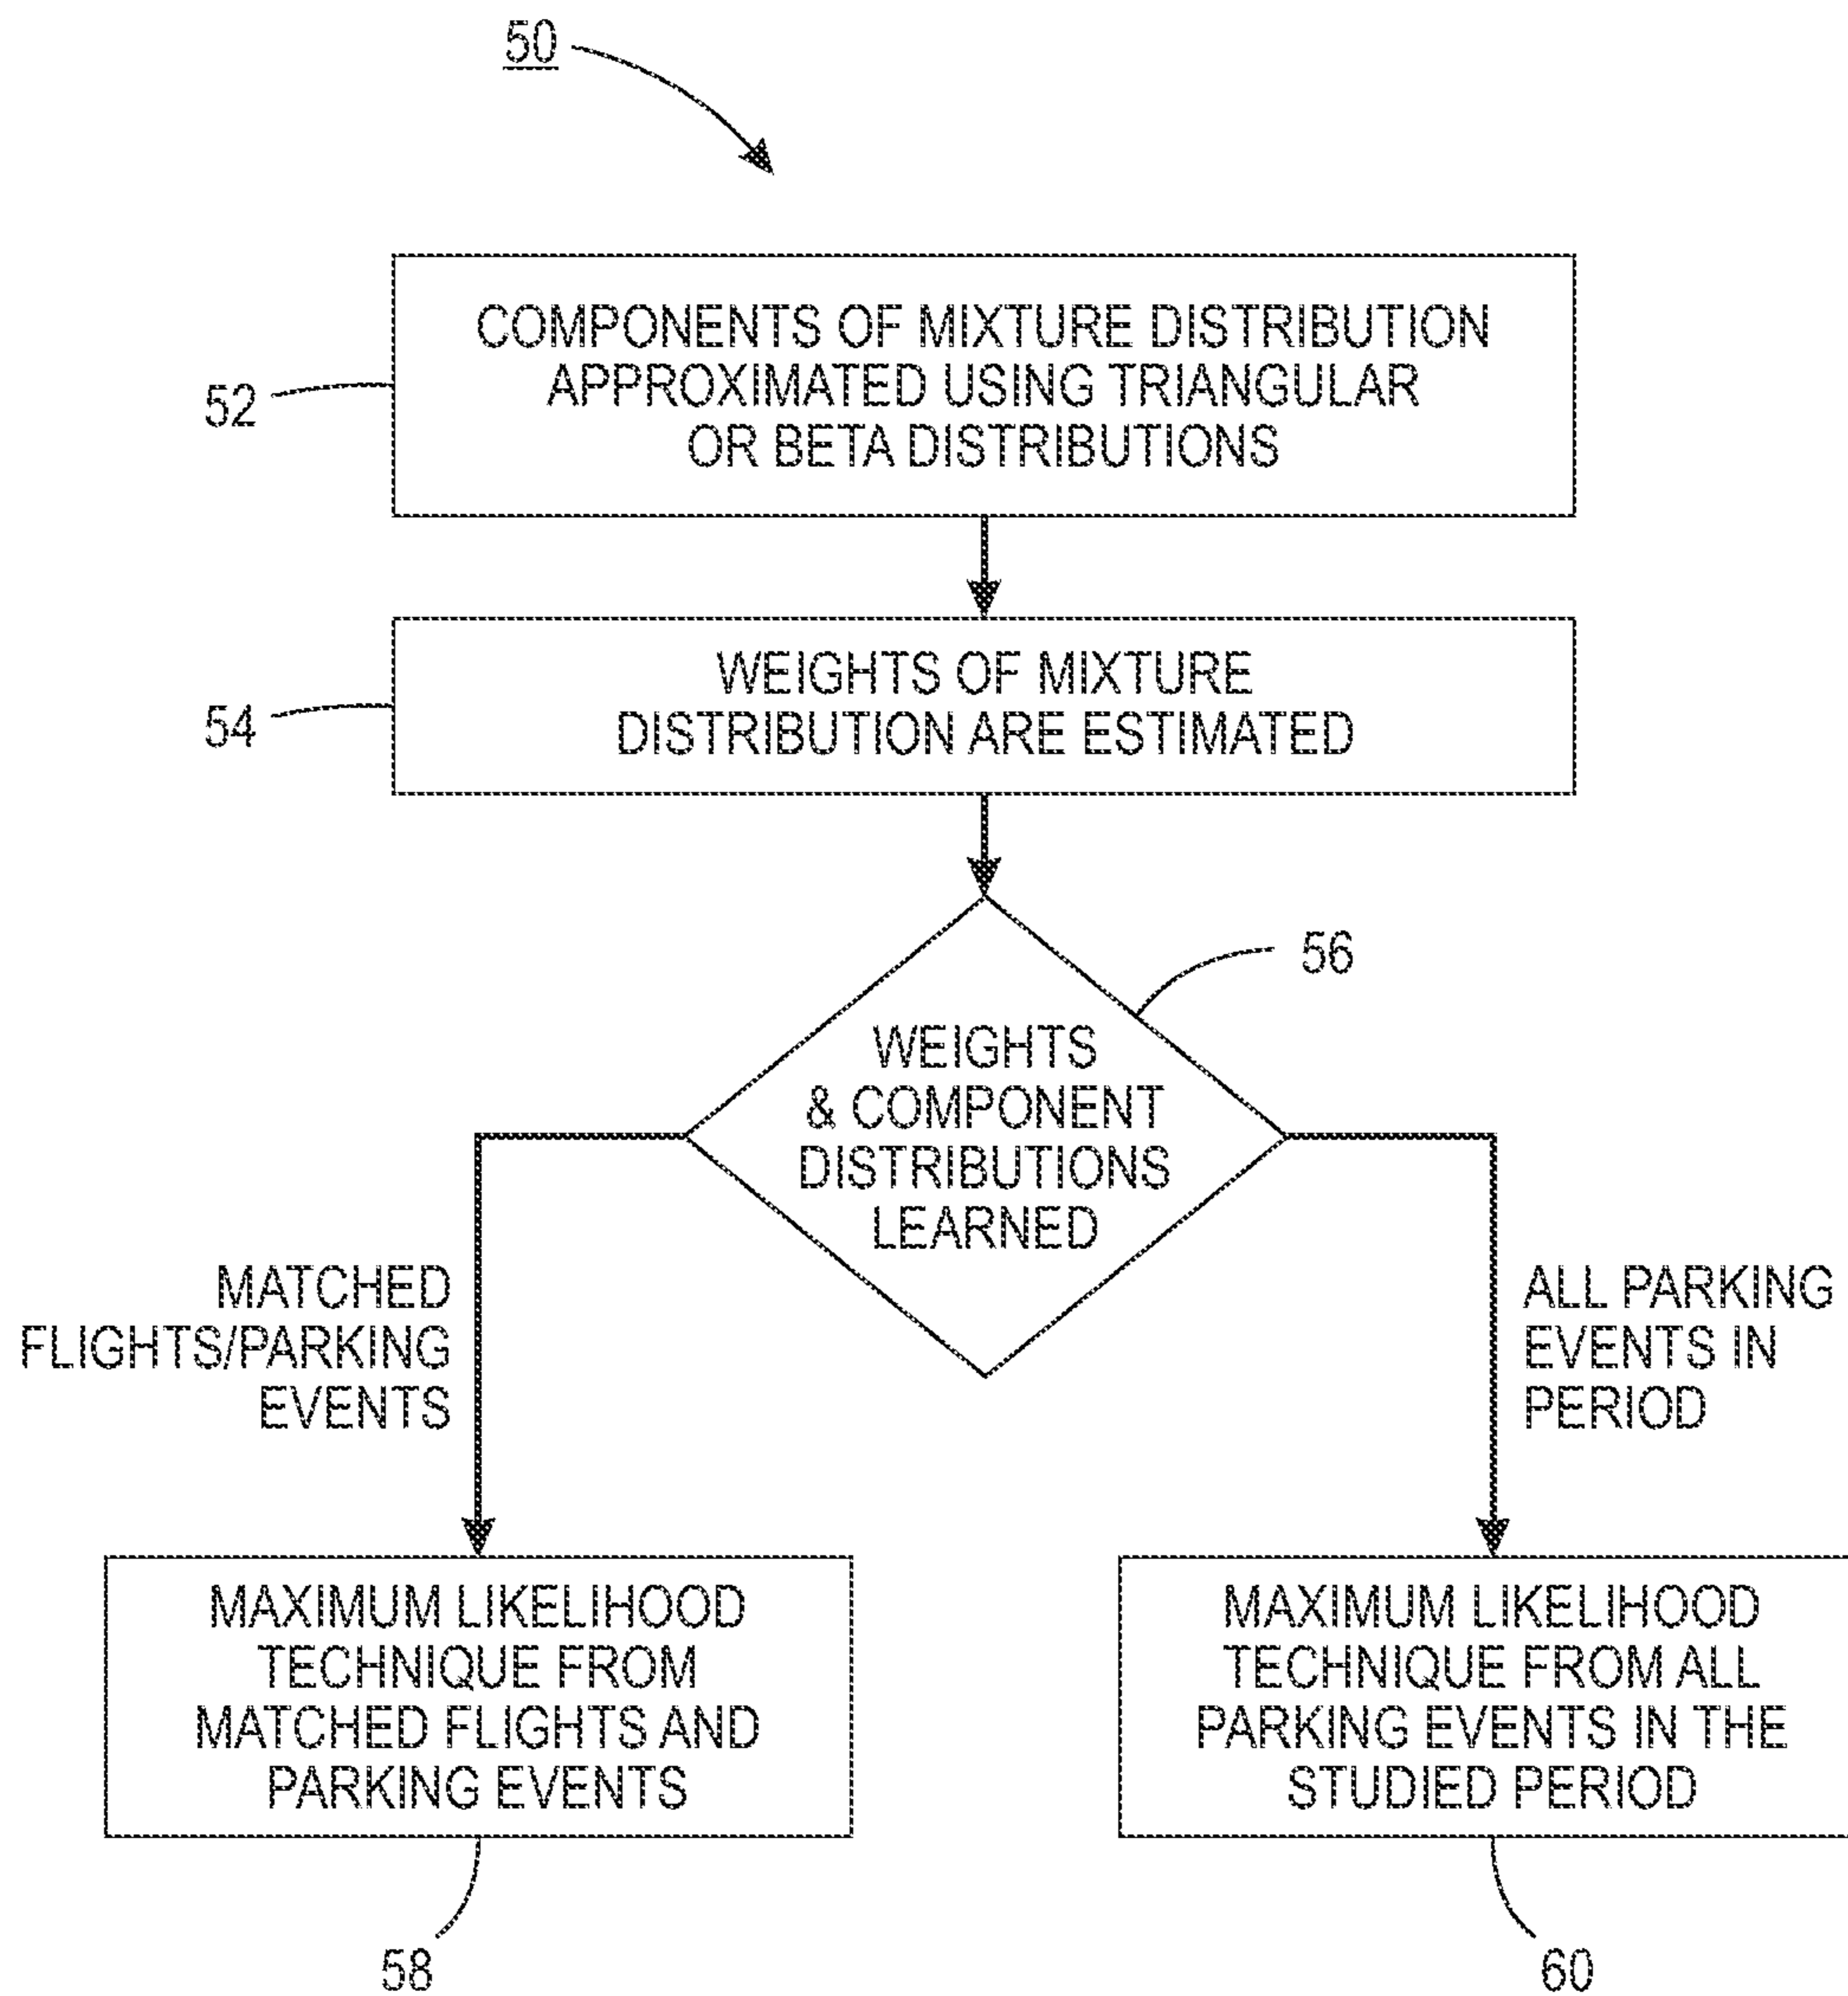 50
COMPONENTS OF MIXTURE DISTRIBUTION
APPROXIMATED USING TRIANGULAR
OR BETA DISTRIBUTIONS
52
WEIGHTS OF MIXTURE
DISTRIBUTION ARE ESTIMATED
54
56
WEIGHTS
& COMPONENT
DISTRIBUTIONS
LEARNED
MATCHED
FLIGHTS/PARKING
EVENTS
ALL PARKING
EVENTS IN
PERIOD
MAXIMUM LIKELIHOOD
TECHNIQUE FROM
MATCHED FLIGHTS AND
PARKING EVENTS
MAXIMUM LIKELIHOOD
TECHNIQUE FROM ALL
PARKING EVENTS IN THE
STUDIED PERIOD
58
60